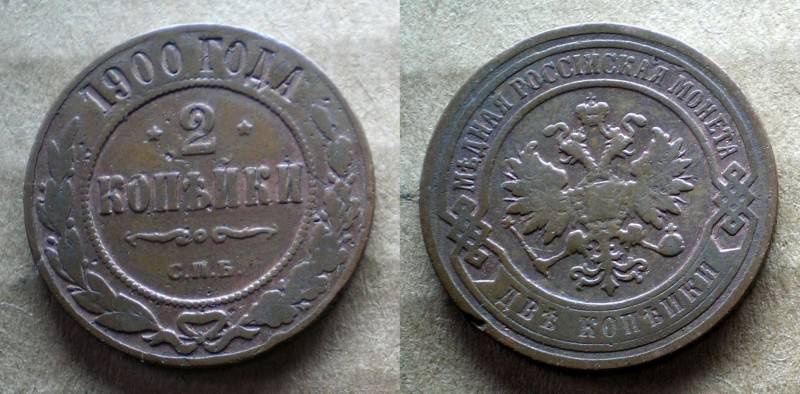 1900 ГОДА
2
КОПѢЙКИ
С.П.Б.
МѢДНАЯ РОССІЙСКАЯ МОНЕТА
ДВѢ КОПѢЙКИ